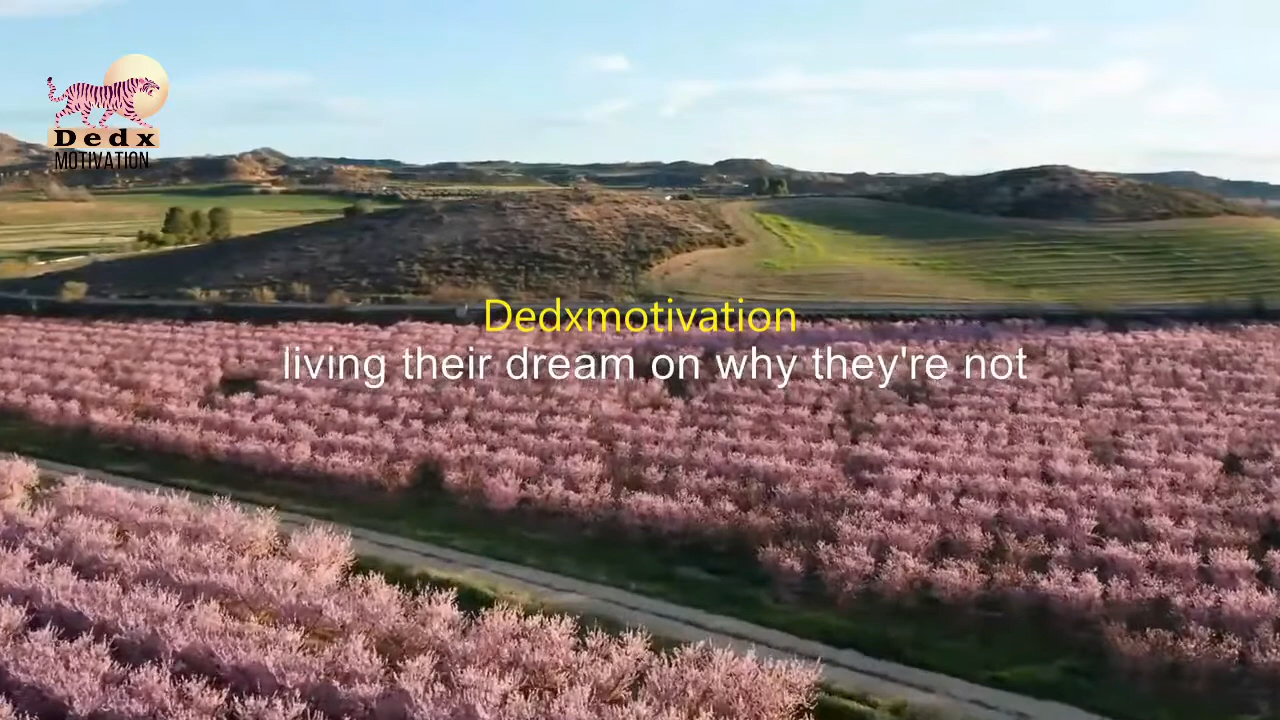 Dedx
MOTIVATION
Dedxmotivation
living their dream on why they're not